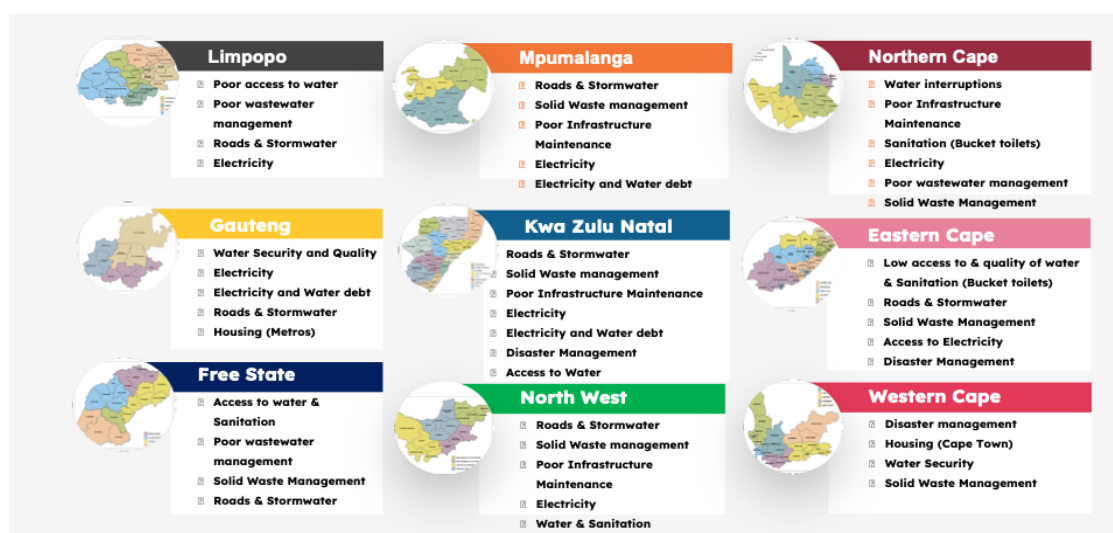 Limpopo
Poor access to water
Poor wastewater
management
Roads & Stormwater
Electricity
Mpumalanga
Roads & Stormwater
Solid Waste management
Poor Infrastructure
Maintenance
Electricity
Electricity and Water debt
Northern Cape
Water interruptions
Poor Infrastructure
Maintenance
Sanitation (Bucket toilets)
Electricity
Poor wastewater management
Solid Waste Management
Gauteng
Water Security and Quality
Electricity
Electricity and Water debt
Roads & Stormwater
Housing (Metros)
Kwa Zulu Natal
Roads & Stormwater
Solid Waste management
Poor Infrastructure Maintenance
Electricity
Electricity and Water debt
Disaster Management
Access to Water
Eastern Cape
Low access to & quality of water
& Sanitation (Bucket toilets)
Roads & Stormwater
Solid Waste Management
Access to Electricity
Disaster Management
Free State
Access to water &
Sanitation
Poor wastewater
management
Solid Waste Management
Roads & Stormwater
North West
Roads & Stormwater
Solid Waste management
Poor Infrastructure
Maintenance
Electricity
Water & Sanitation
Western Cape
Disaster management
Housing (Cape Town)
Water Security
Solid Waste Management